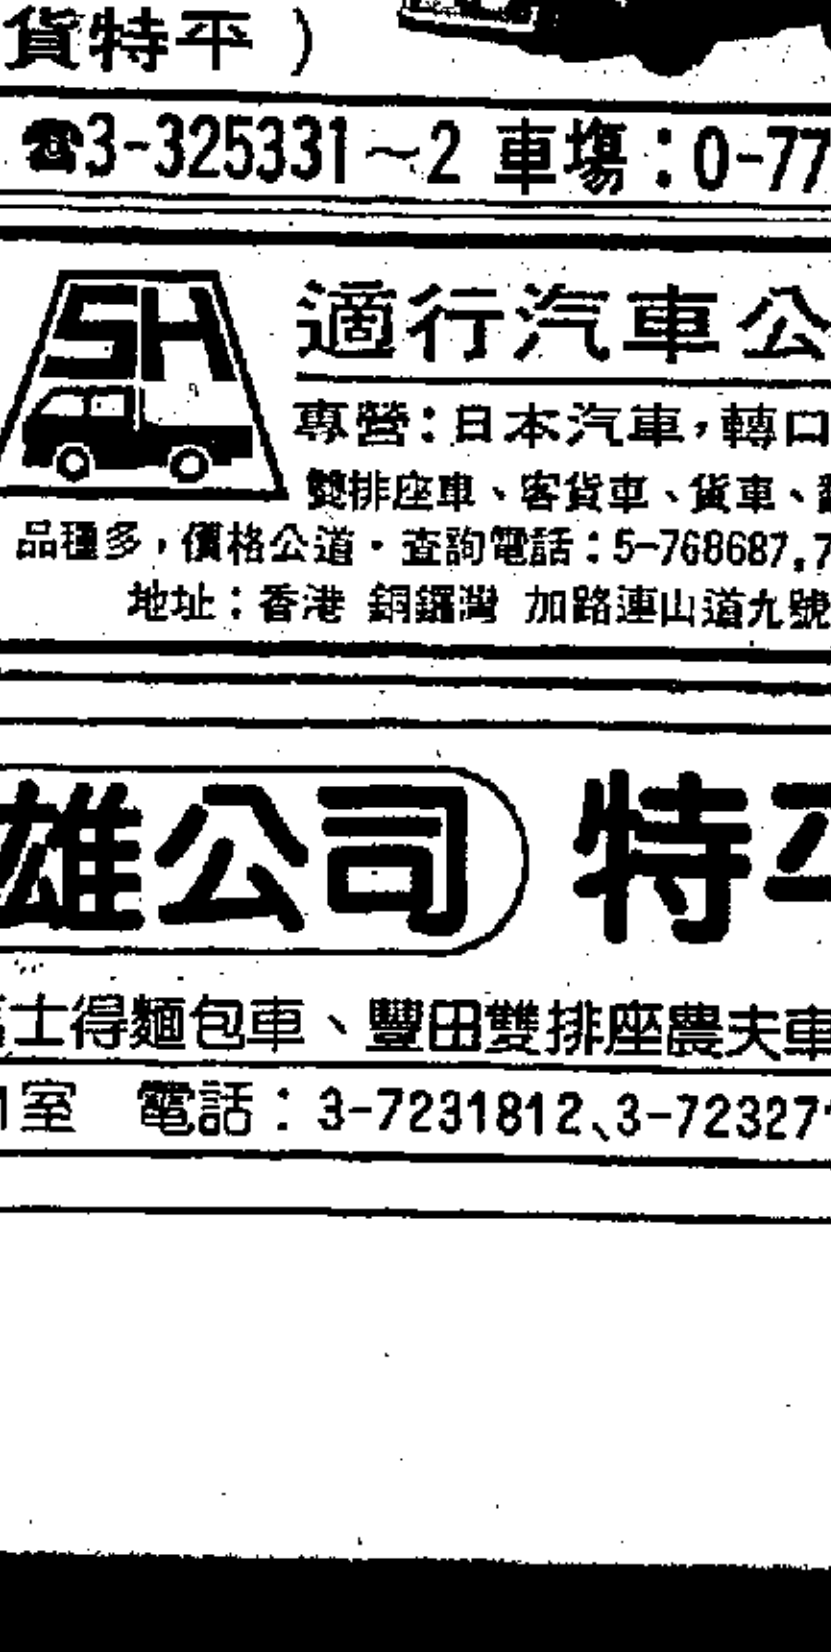 貨特平）
☎3-325331～2 車場：0-77
SH
適行汽車公
專營：日本汽車，轉口
雙排座車、客貨車、貨車、
品種多，價格公道·查詢電話：5-768687.7
地址：香港 銅鑼灣 加路連山道九號
雄公司 特平
士得麵包車、豐田雙排座農夫車
室 電話：3-7231812、3-72327